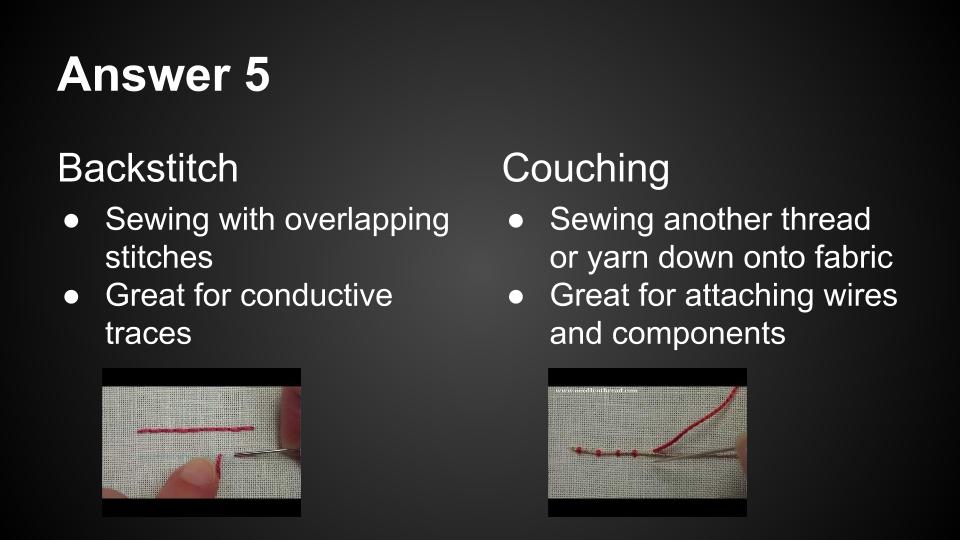 Answer 5
Backstitch
● Sewing with overlapping
stitches
● Great for conductive
traces
Couching
● Sewing another thread
or yarn down onto fabric
● Great for attaching wires
and components
www.needlenthread.com